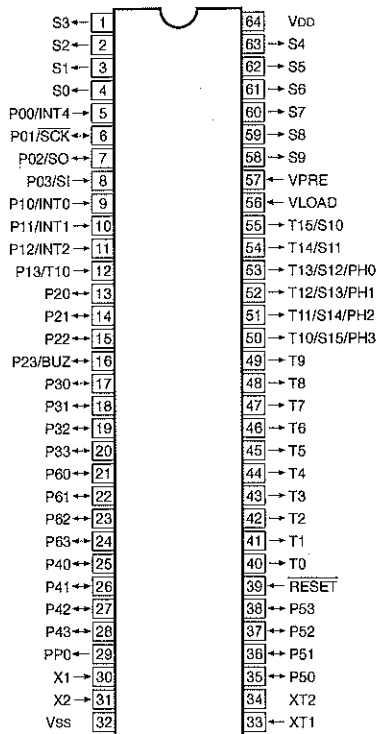 S3 1 64 VDD
S2 2 63 S4
S1 3 62 S5
S0 4 61 S6
P00/INT4 5 60 S7
P01/SCK 6 59 S8
P02/SO 7 58 S9
P03/SI 8 57 VPRE
P10/INT0 9 56 VLOAD
P11/INT1 10 55 T15/S10
P12/INT2 11 54 T14/S11
P13/T10 12 53 T13/S12/PH0
P20 13 52 T12/S13/PH1
P21 14 51 T11/S14/PH2
P22 15 50 T10/S15/PH3
P23/BUZ 16 49 T9
P30 17 48 T8
P31 18 47 T7
P32 19 46 T6
P33 20 45 T5
P60 21 44 T4
P61 22 43 T3
P62 23 42 T2
P63 24 41 T1
P40 25 40 T0
P41 26 39 RESET
P42 27 38 P53
P43 28 37 P52
PP0 29 36 P51
X1 30 35 P50
X2 31 34 XT2
Vss 32 33 XT1